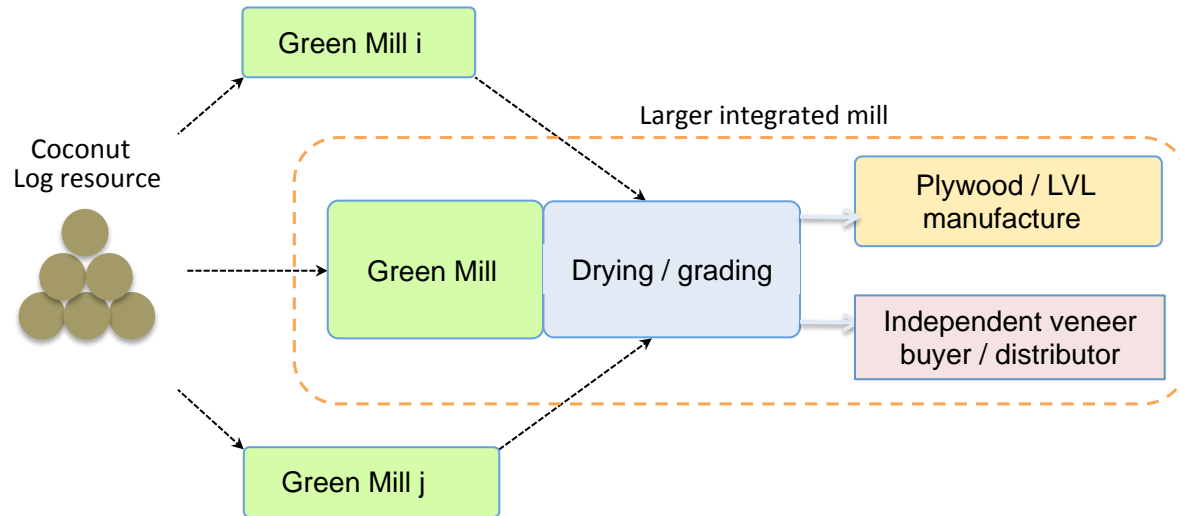 Green Mill i
Larger integrated mill
Coconut
Log resource
Plywood / LVL
manufacture
Green Mill
Drying / grading
Independent veneer
buyer / distributor
Green Mill j